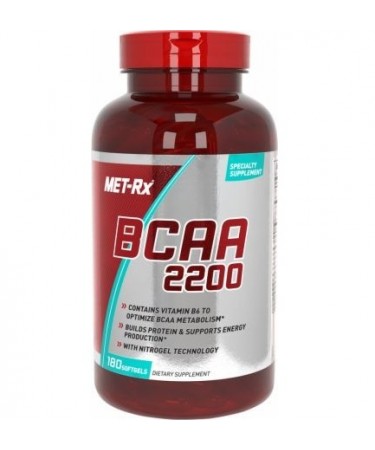 SPECIALTY
SUPPLEMENT
MET-Rx®
BCAA
2200
» CONTAINS VITAMIN B6 TO
OPTIMIZE BCAA METABOLISM*
» BUILDS PROTEIN & SUPPORTS ENERGY
PRODUCTION*
» WITH NITROGEL TECHNOLOGY
180 SOFTGELS
DIETARY SUPPLEMENT